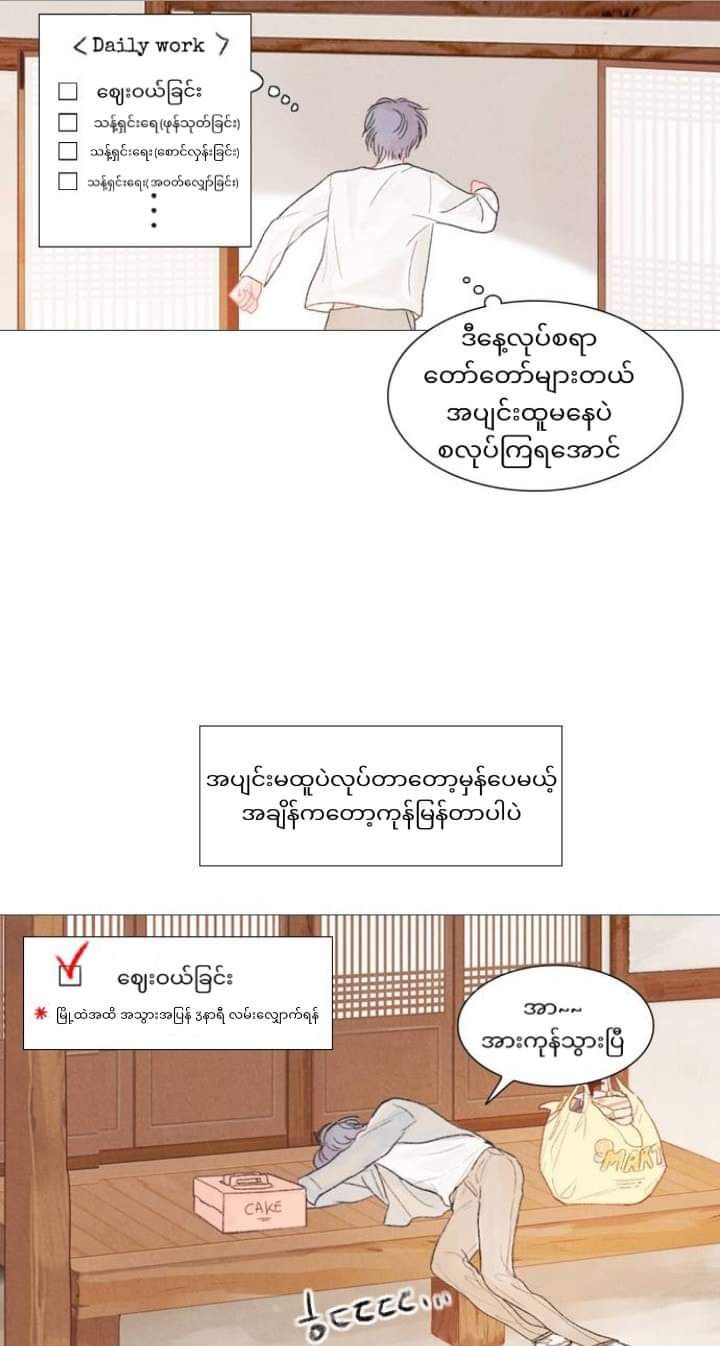 < Daily work >
ဈေးဝယ်ခြင်း
သန့်ရှင်းရေ(ဖုန်သုတ်ခြင်း)
သန့်ရှင်းရေး(စောင်လှန်းခြင်း)
သန့်ရှင်းရေး(အဝတ်လျှော်ခြင်း)
ဒီနေ့လုပ်စရာ
တော်တော်များတယ်
အပျင်းထူမနေပဲ
စလုပ်ကြရအောင်
အပျင်းမထူပဲလုပ်တာတော့မှန်ပေမယ့်
အချိန်ကတော့ကုန်မြန်တာပါပဲ
ဈေးဝယ်ခြင်း
* မြို့ထဲအထိ အသွားအပြန် ၃နာရီ လမ်းလျှောက်ရန်
အာ~~
အားကုန်သွားပြီ
MART
CAKE